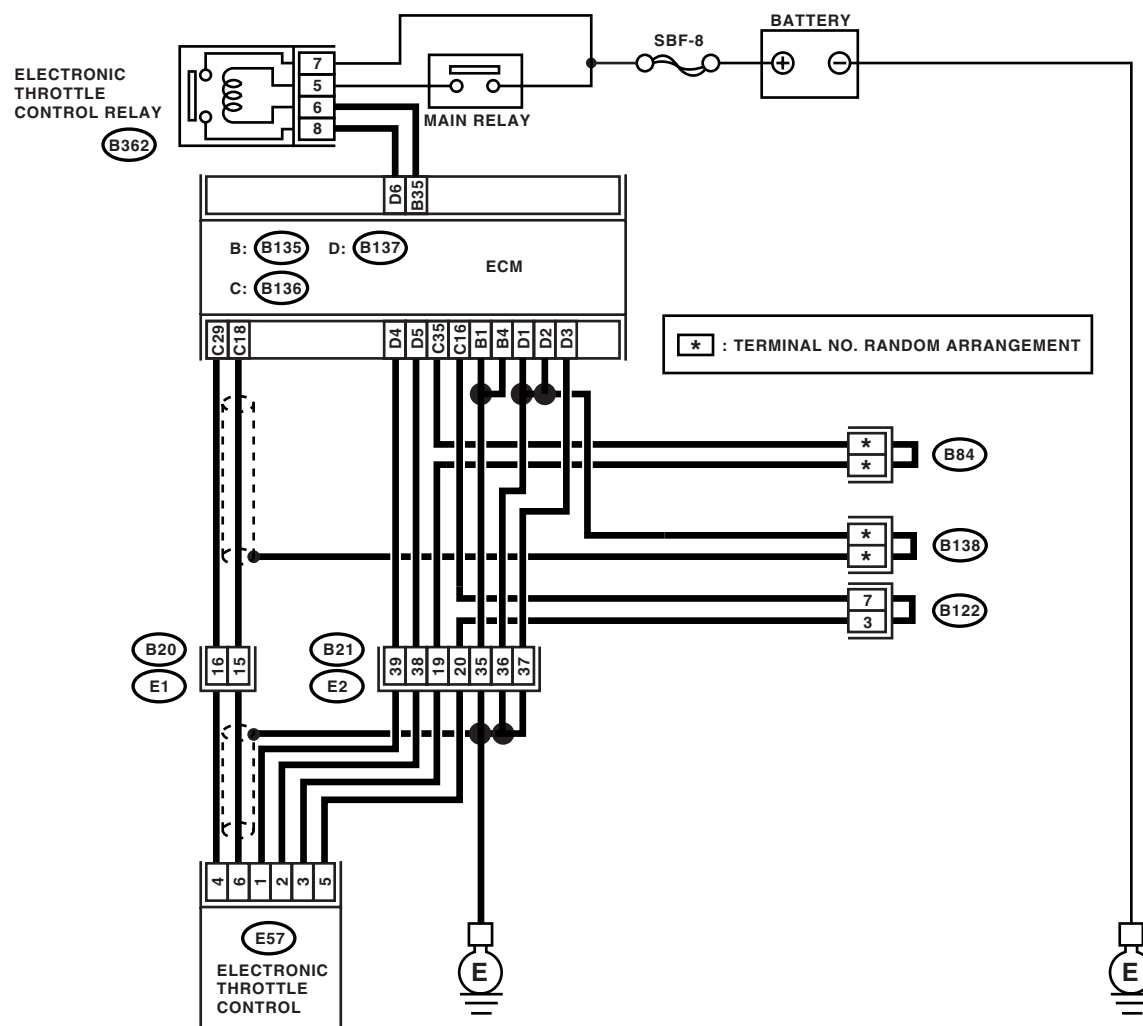 BATTERY
SBF-8
ELECTRONIC
THROTTLE
CONTROL RELAY
B362
7
5
6
8
MAIN RELAY
D6
B35
B: B135 D: B137
C: B136
ECM
C29
C18
D4
D5
C35
C16
B1
B4
D1
D2
D3
* : TERMINAL NO. RANDOM ARRANGEMENT
*
*
B84
*
*
B138
7
3
B122
B20
E1
16
15
B21
E2
39
38
19
20
35
36
37
4
6
1
2
3
5
E57
ELECTRONIC
THROTTLE
CONTROL
E
E